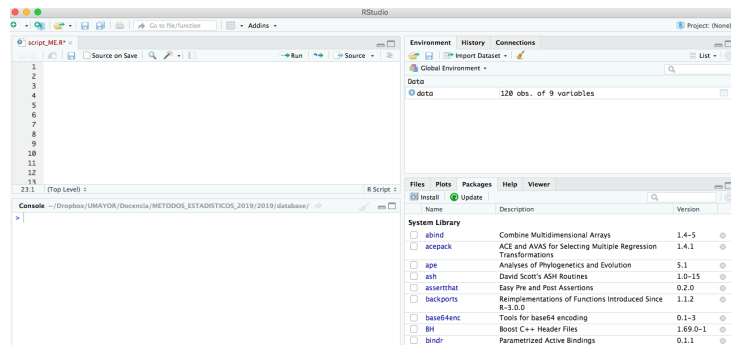 RStudio
Go to file/function
Addins
Project: (None)
script_ME.R*
Source on Save
Run
Source
1
2
3
4
5
6
7
8
9
10
11
12
13
23:1
(Top Level)
R Script
Console ~/Dropbox/UMAYOR/Docencia/METODOS_ESTADISTICOS_2019/2019/database/
>
Environment History Connections
Import Dataset
List
Global Environment
Data
data 120 obs. of 9 variables
Files Plots Packages Help Viewer
Install Update
Name Description Version
System Library
abind Combine Multidimensional Arrays 1.4-5
acepack ACE and AVAS for Selecting Multiple Regression 1.4.1
Transformations
ape Analyses of Phylogenetics and Evolution 5.1
ash David Scott's ASH Routines 1.0-15
assertthat Easy Pre and Post Assertions 0.2.0
backports Reimplementations of Functions Introduced Since 1.1.2
R-3.0.0
base64enc Tools for base64 encoding 0.1-3
BH Boost C++ Header Files 1.69.0-1
bindr Parametrized Active Bindings 0.1.1